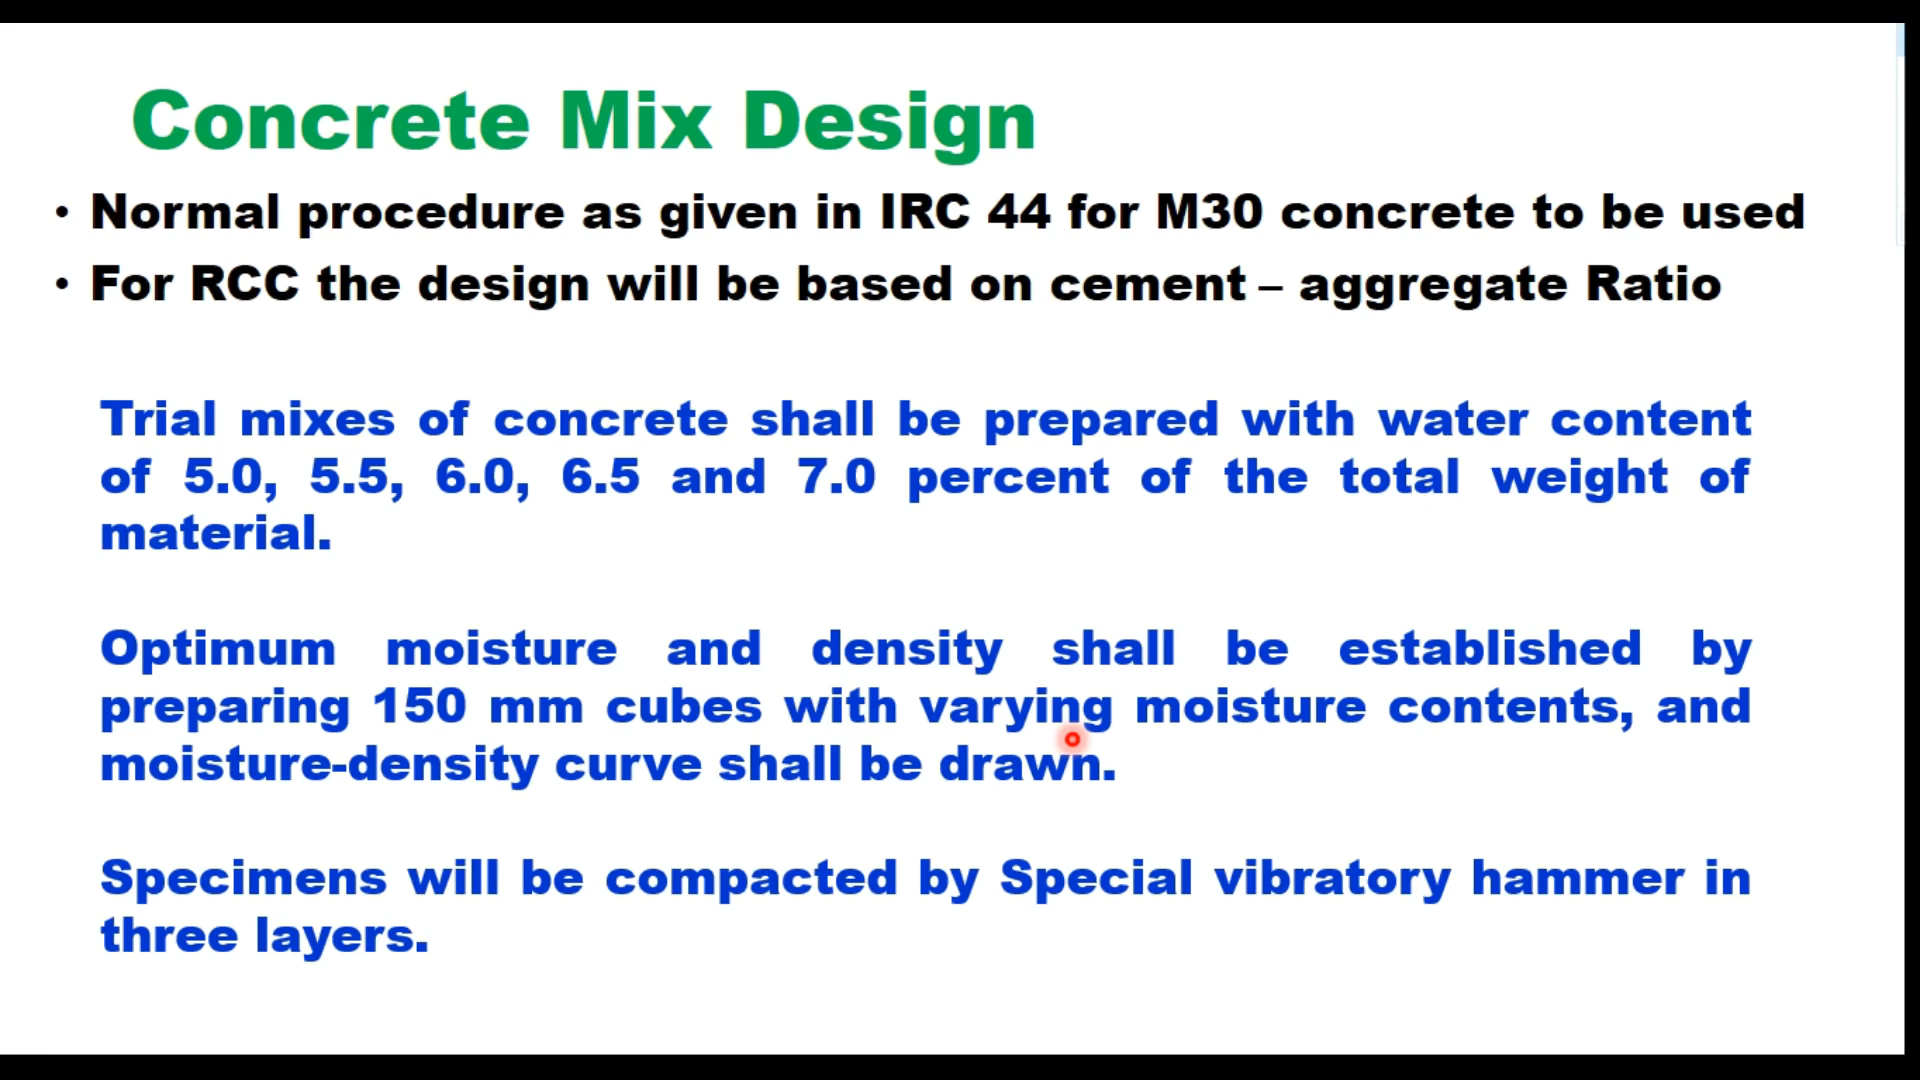 Concrete Mix Design
• Normal procedure as given in IRC 44 for M30 concrete to be used
• For RCC the design will be based on cement – aggregate Ratio
Trial mixes of concrete shall be prepared with water content
of 5.0, 5.5, 6.0, 6.5 and 7.0 percent of the total weight of
material.
Optimum moisture and density shall be established by
preparing 150 mm cubes with varying moisture contents, and
moisture-density curve shall be drawn.
Specimens will be compacted by Special vibratory hammer in
three layers.